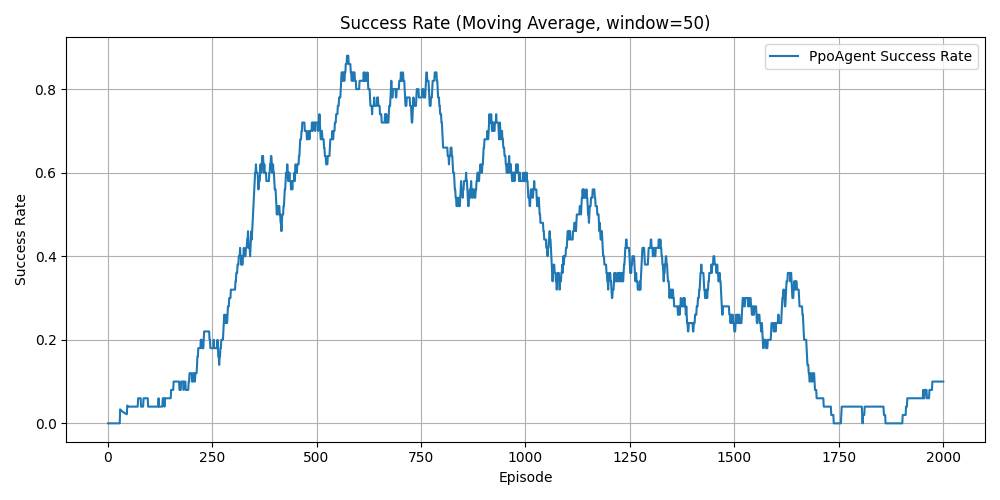 Success Rate (Moving Average, window=50)
PpoAgent Success Rate
Success Rate
0.8
0.6
0.4
0.2
0.0
0 250 500 750 1000 1250 1500 1750 2000
Episode